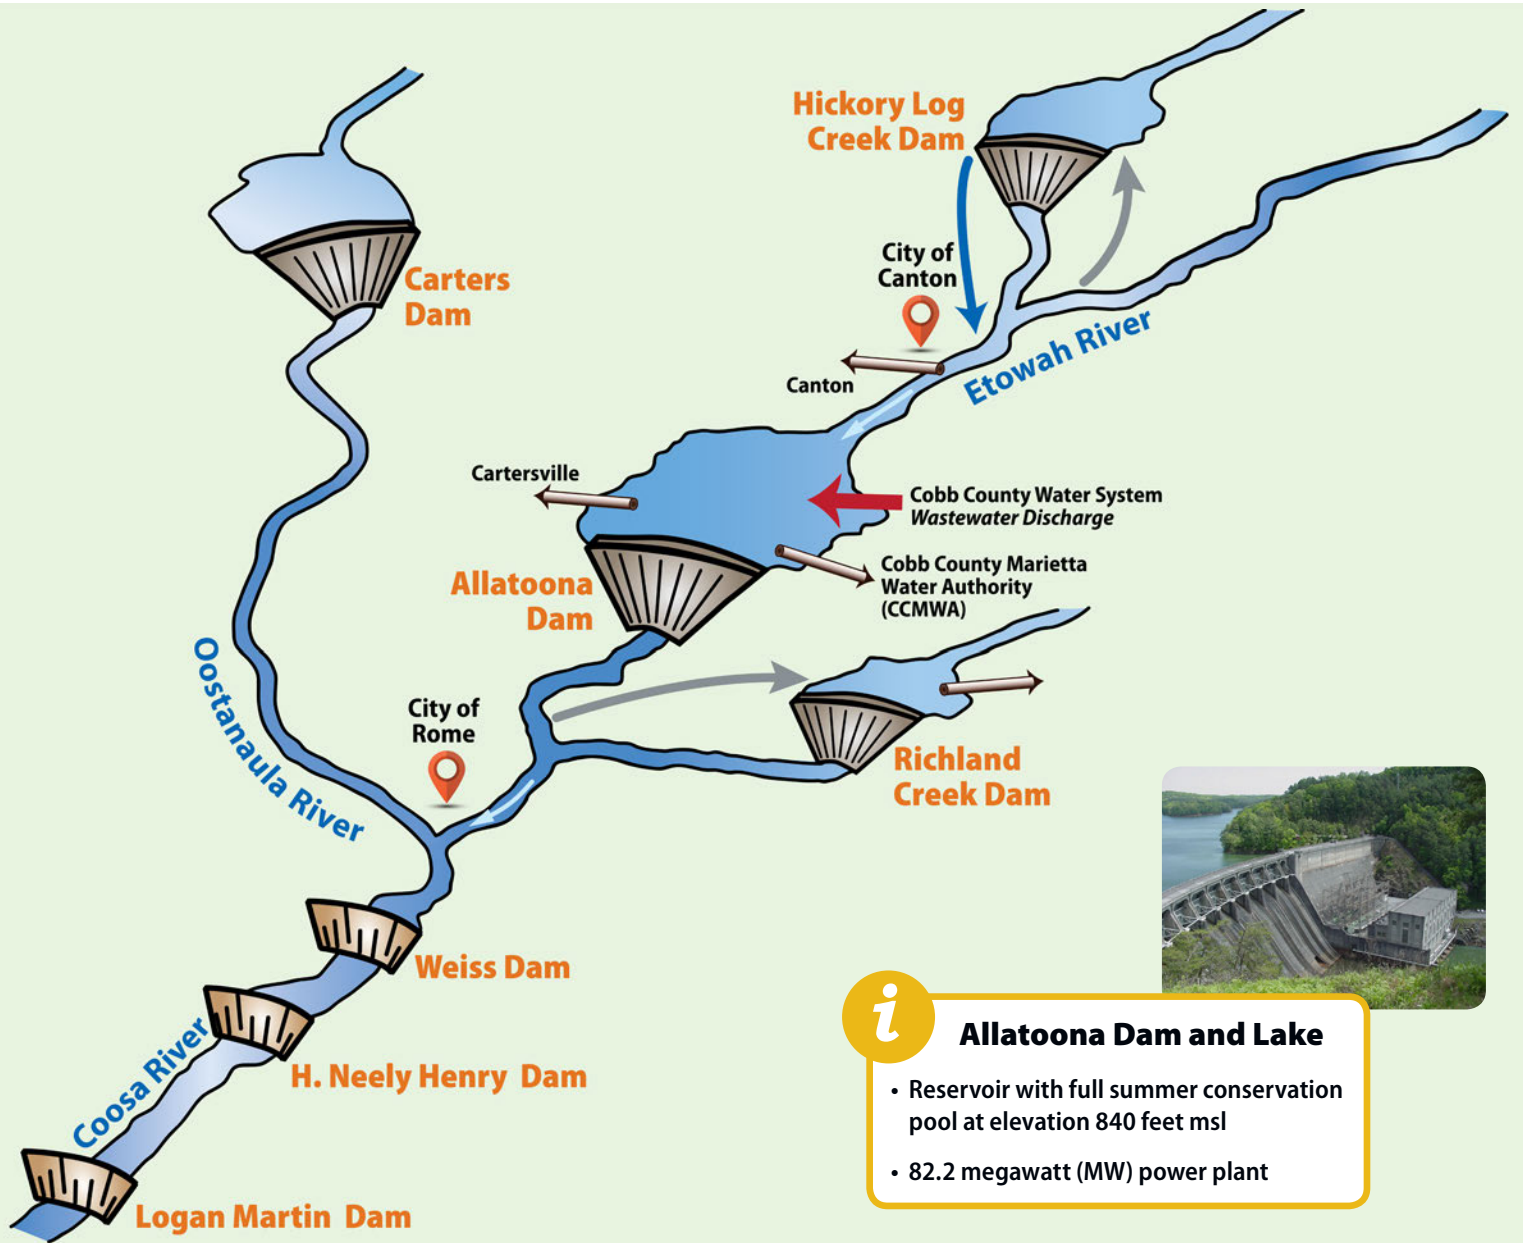 Hickory Log
Creek Dam
City of
Canton
Carters
Dam
Etowah River
Canton
Cartersville
Cobb County Water System
Wastewater Discharge
Cobb County Marietta
Water Authority
(CCMWA)
Allatoona
Dam
Oostanaula River
City of
Rome
Richland
Creek Dam
Weiss Dam
Coosa River
H. Neely Henry Dam
Logan Martin Dam
i
Allatoona Dam and Lake
• Reservoir with full summer conservation
pool at elevation 840 feet msl
• 82.2 megawatt (MW) power plant